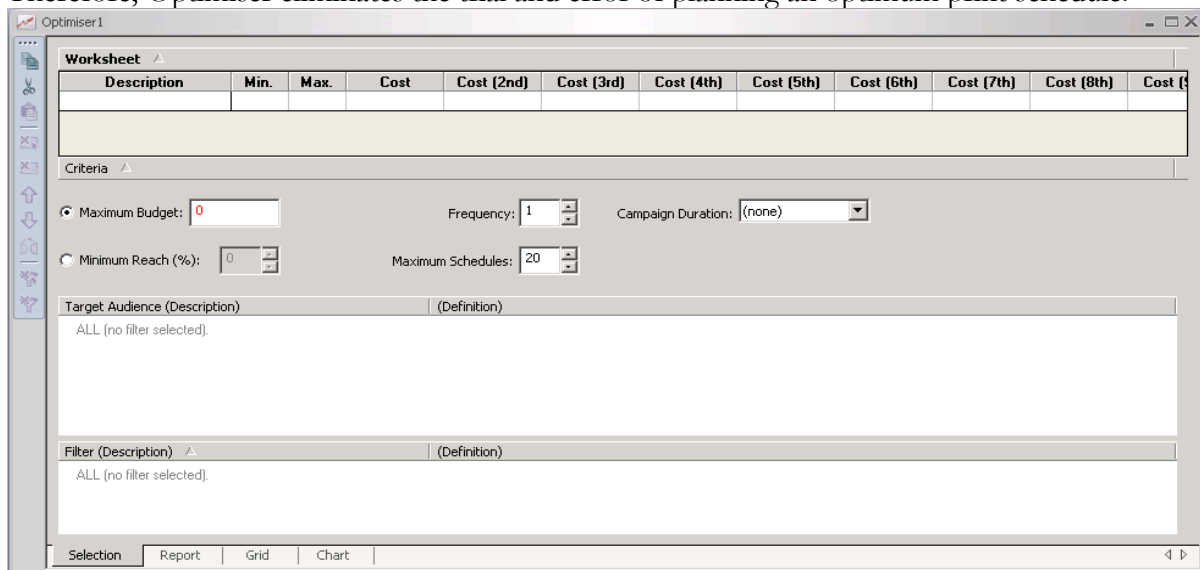 Therefore, Optimiser eliminates the trial and error of planning an optimum print schedule.
Optimiser1
Worksheet
Description Min. Max. Cost Cost (2nd) Cost (3rd) Cost (4th) Cost (5th) Cost (6th) Cost (7th) Cost (8th) Cost (
Criteria
Maximum Budget: 0 Frequency: 1 Campaign Duration: (none)
Minimum Reach (%): 0 Maximum Schedules: 20
Target Audience (Description) (Definition)
ALL (no filter selected).
Filter (Description) (Definition)
ALL (no filter selected).
Selection Report Grid Chart